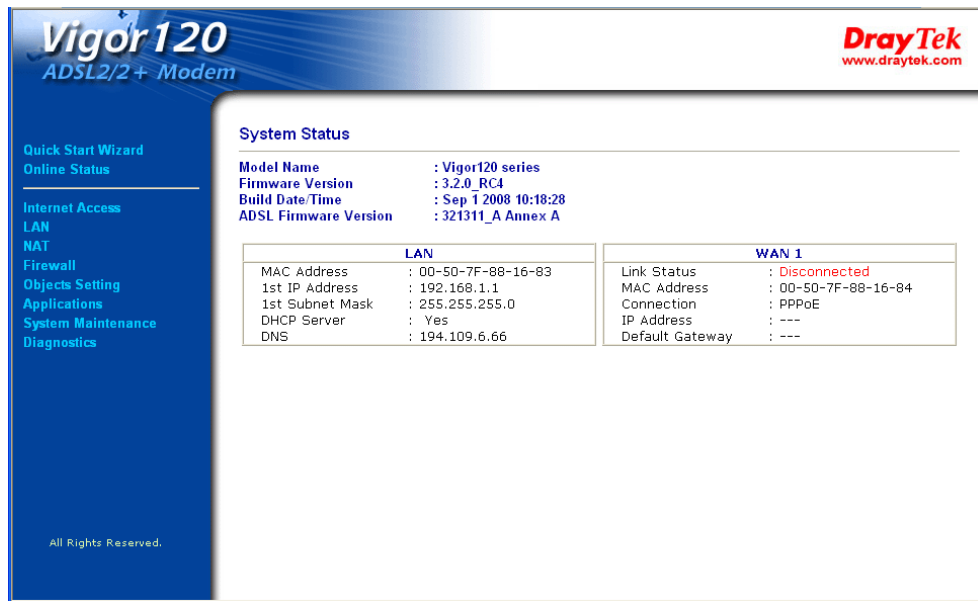 Vigor120
ADSL2/2+ Modem
DrayTek
www.draytek.com
Quick Start Wizard
Online Status
Internet Access
LAN
NAT
Firewall
Objects Setting
Applications
System Maintenance
Diagnostics
All Rights Reserved.
System Status
Model Name : Vigor120 series
Firmware Version : 3.2.0_RC4
Build Date/Time : Sep 1 2008 10:18:28
ADSL Firmware Version : 321311_A Annex A
LAN
MAC Address : 00-50-7F-88-16-83
1st IP Address : 192.168.1.1
1st Subnet Mask : 255.255.255.0
DHCP Server : Yes
DNS : 194.109.6.66
WAN 1
Link Status : Disconnected
MAC Address : 00-50-7F-88-16-84
Connection : PPPoE
IP Address : ---
Default Gateway : ---